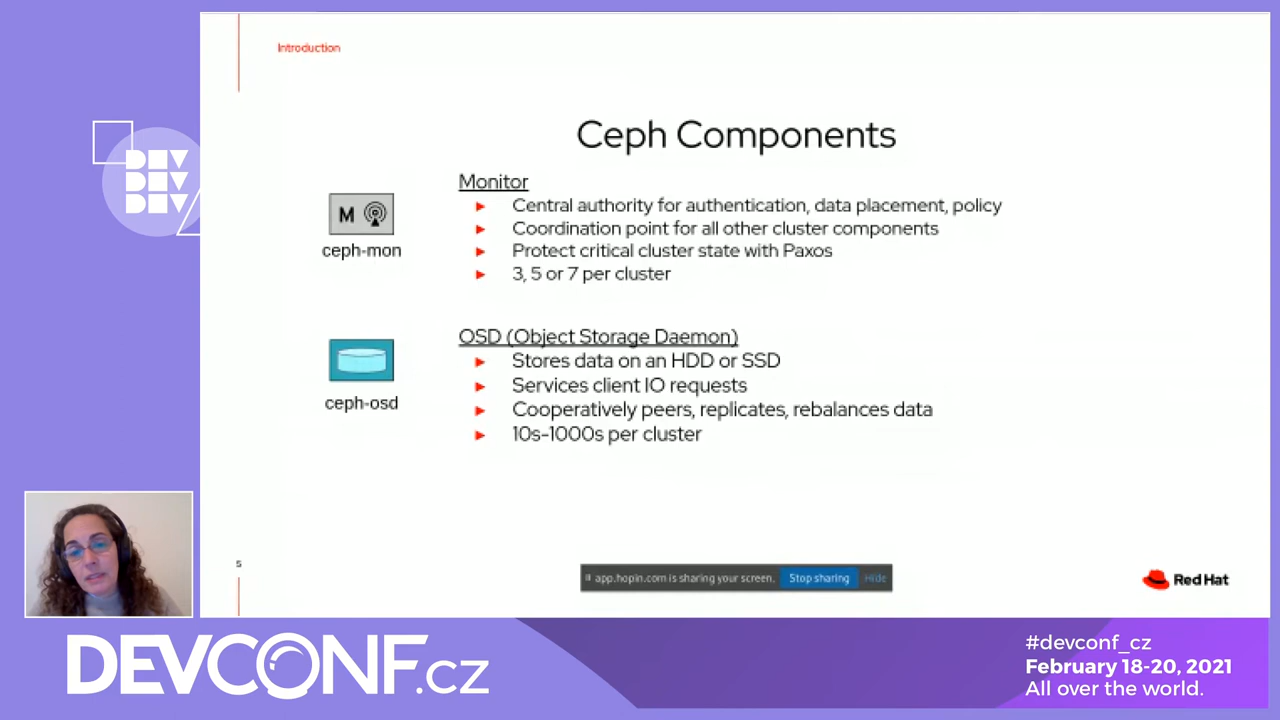 Introduction
Ceph Components
Monitor
► Central authority for authentication, data placement, policy
► Coordination point for all other cluster components
► Protect critical cluster state with Paxos
► 3, 5 or 7 per cluster
M
ceph-mon
OSD (Object Storage Daemon)
► Stores data on an HDD or SSD
► Services client IO requests
► Cooperatively peers, replicates, rebalances data
► 10s-1000s per cluster
ceph-osd
DEV
DEV
DEV
5
app.hopin.com is sharing your screen. Stop sharing Hide
Red Hat
DEVCONF.cz
#devconf_cz
February 18-20, 2021
All over the world.